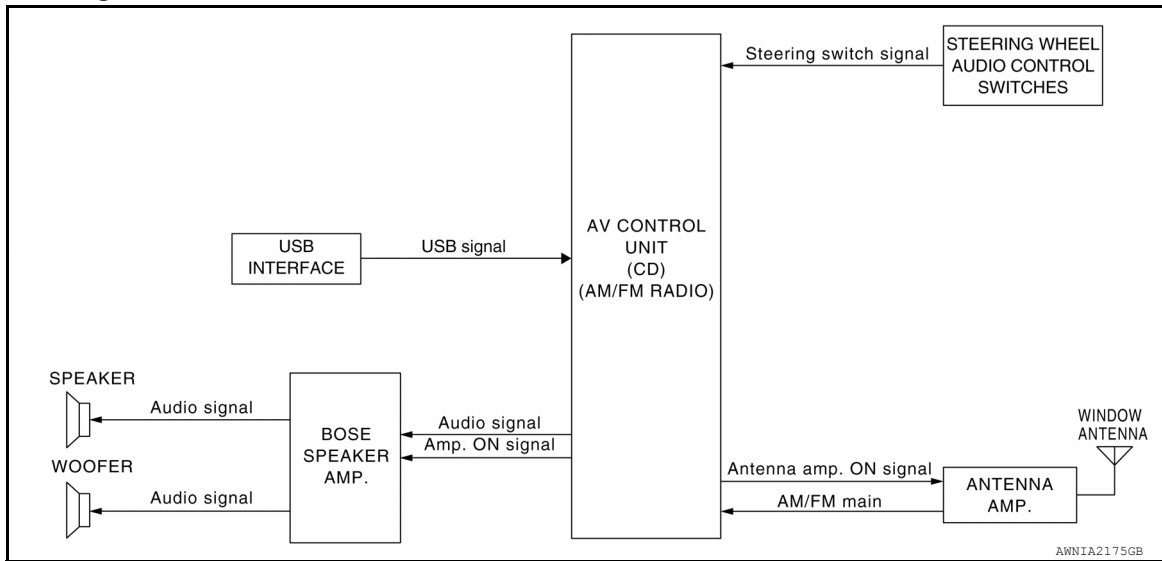 Steering switch signal
STEERING WHEEL
AUDIO CONTROL
SWITCHES
USB
INTERFACE
USB signal
AV CONTROL
UNIT
(CD)
(AM/FM RADIO)
SPEAKER
Audio signal
WOOFER
Audio signal
BOSE
SPEAKER
AMP.
Audio signal
Amp. ON signal
Antenna amp. ON signal
AM/FM main
ANTENNA
AMP.
WINDOW
ANTENNA
AWNIA2175GB